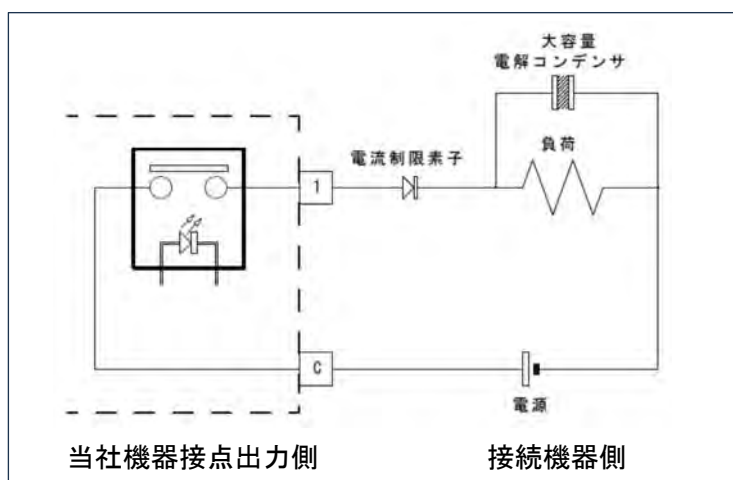 大容量
電解コンデンサ
電流制限素子
負荷
1
C
電源
当社機器接点出力側
接続機器側